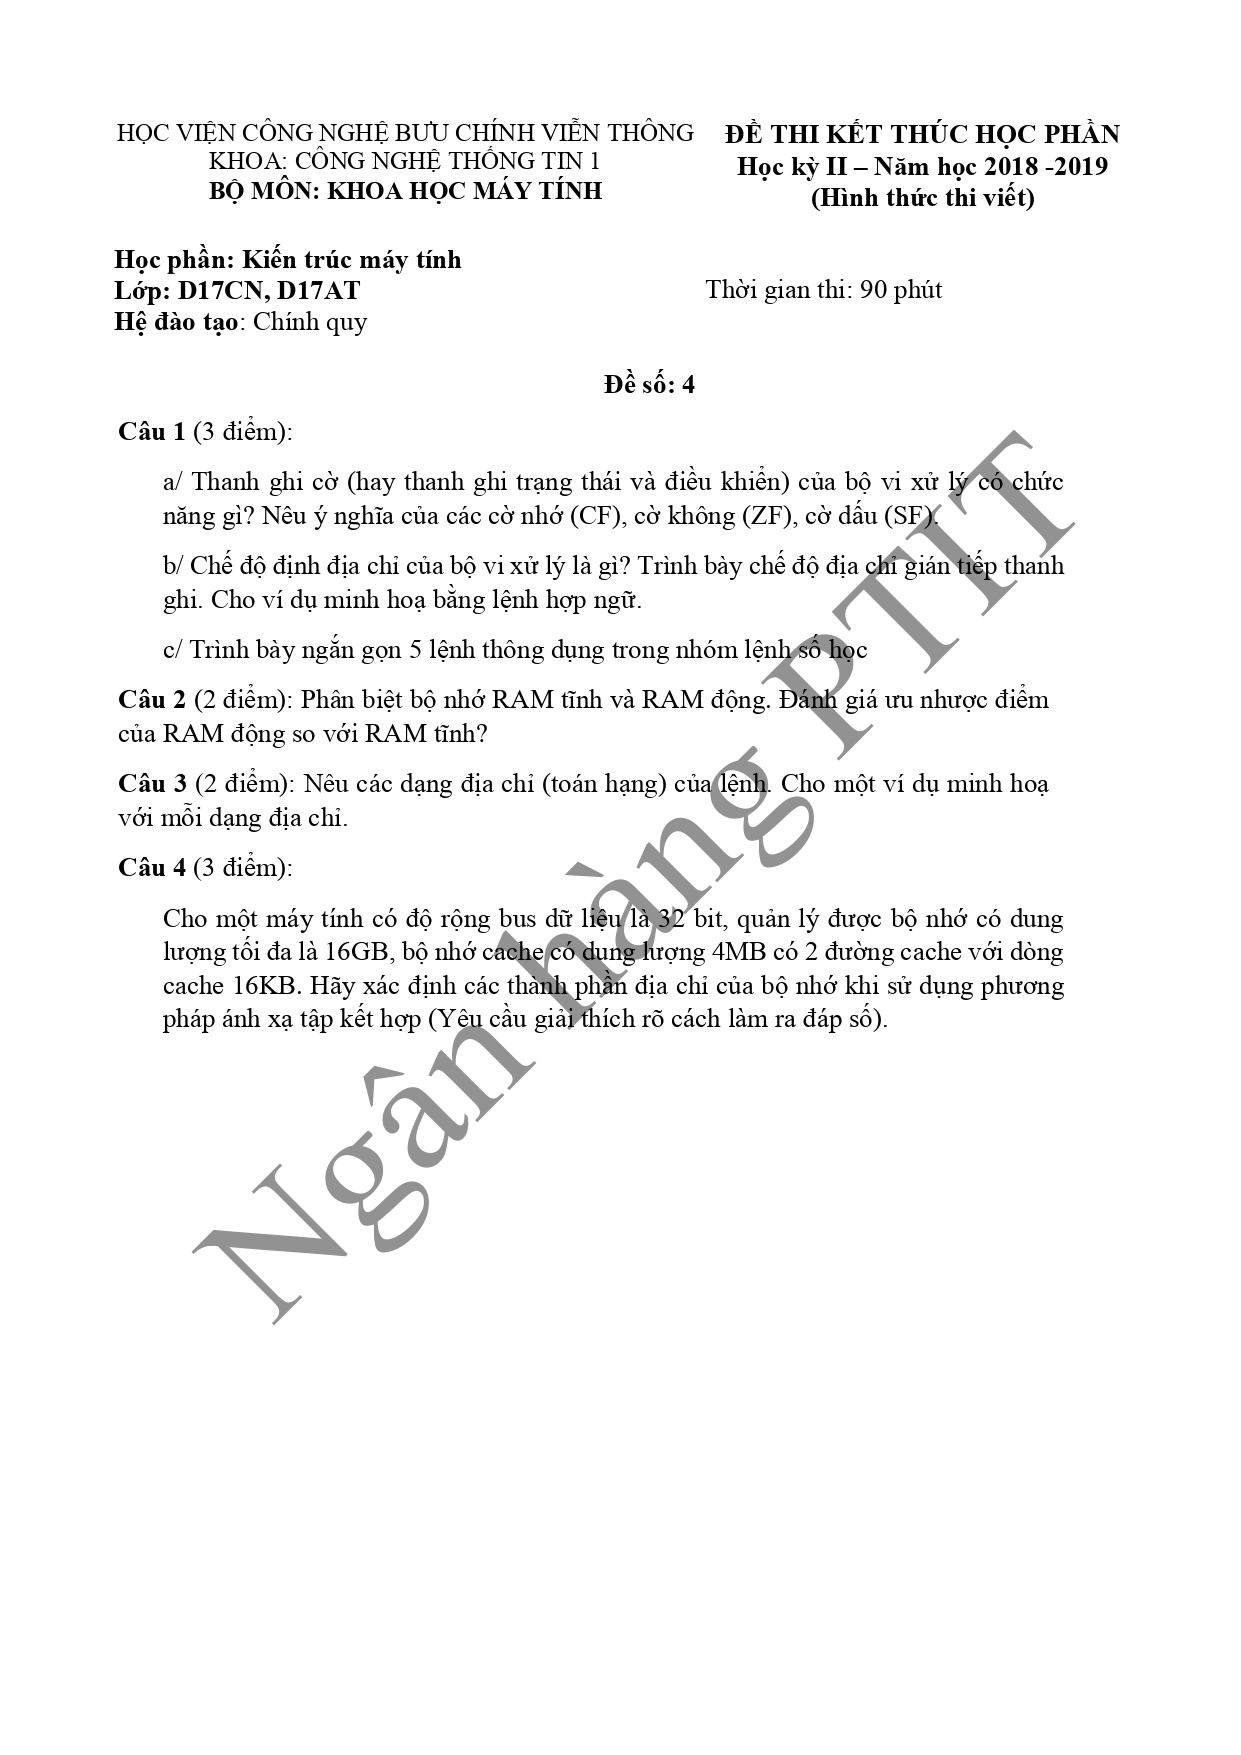 HỌC VIỆN CÔNG NGHỆ BƯU CHÍNH VIỄN THÔNG
KHOA: CÔNG NGHỆ THÔNG TIN 1
BỘ MÔN: KHOA HỌC MÁY TÍNH
ĐỀ THI KẾT THÚC HỌC PHẦN
Học kỳ II – Năm học 2018 -2019
(Hình thức thi viết)
Học phần: Kiến trúc máy tính
Lớp: D17CN, D17AT
Hệ đào tạo: Chính quy
Thời gian thi: 90 phút
Đề số: 4
Câu 1 (3 điểm):
a/ Thanh ghi cờ (hay thanh ghi trạng thái và điều khiển) của bộ vi xử lý có chức
năng gì? Nêu ý nghĩa của các cờ nhớ (CF), cờ không (ZF), cờ dấu (SF).
b/ Chế độ định địa chỉ của bộ vi xử lý là gì? Trình bày chế độ địa chỉ gián tiếp thanh
ghi. Cho ví dụ minh hoạ bằng lệnh hợp ngữ.
c/ Trình bày ngắn gọn 5 lệnh thông dụng trong nhóm lệnh số học
Câu 2 (2 điểm): Phân biệt bộ nhớ RAM tĩnh và RAM động. Đánh giá ưu nhược điểm
của RAM động so với RAM tĩnh?
Câu 3 (2 điểm): Nêu các dạng địa chỉ (toán hạng) của lệnh. Cho một ví dụ minh hoạ
với mỗi dạng địa chỉ.
Câu 4 (3 điểm):
Cho một máy tính có độ rộng bus dữ liệu là 32 bit, quản lý được bộ nhớ có dung
lượng tối đa là 16GB, bộ nhớ cache có dung lượng 4MB có 2 đường cache với dòng
cache 16KB. Hãy xác định các thành phần địa chỉ của bộ nhớ khi sử dụng phương
pháp ánh xạ tập kết hợp (Yêu cầu giải thích rõ cách làm ra đáp số).
Ngân hàng PTIT